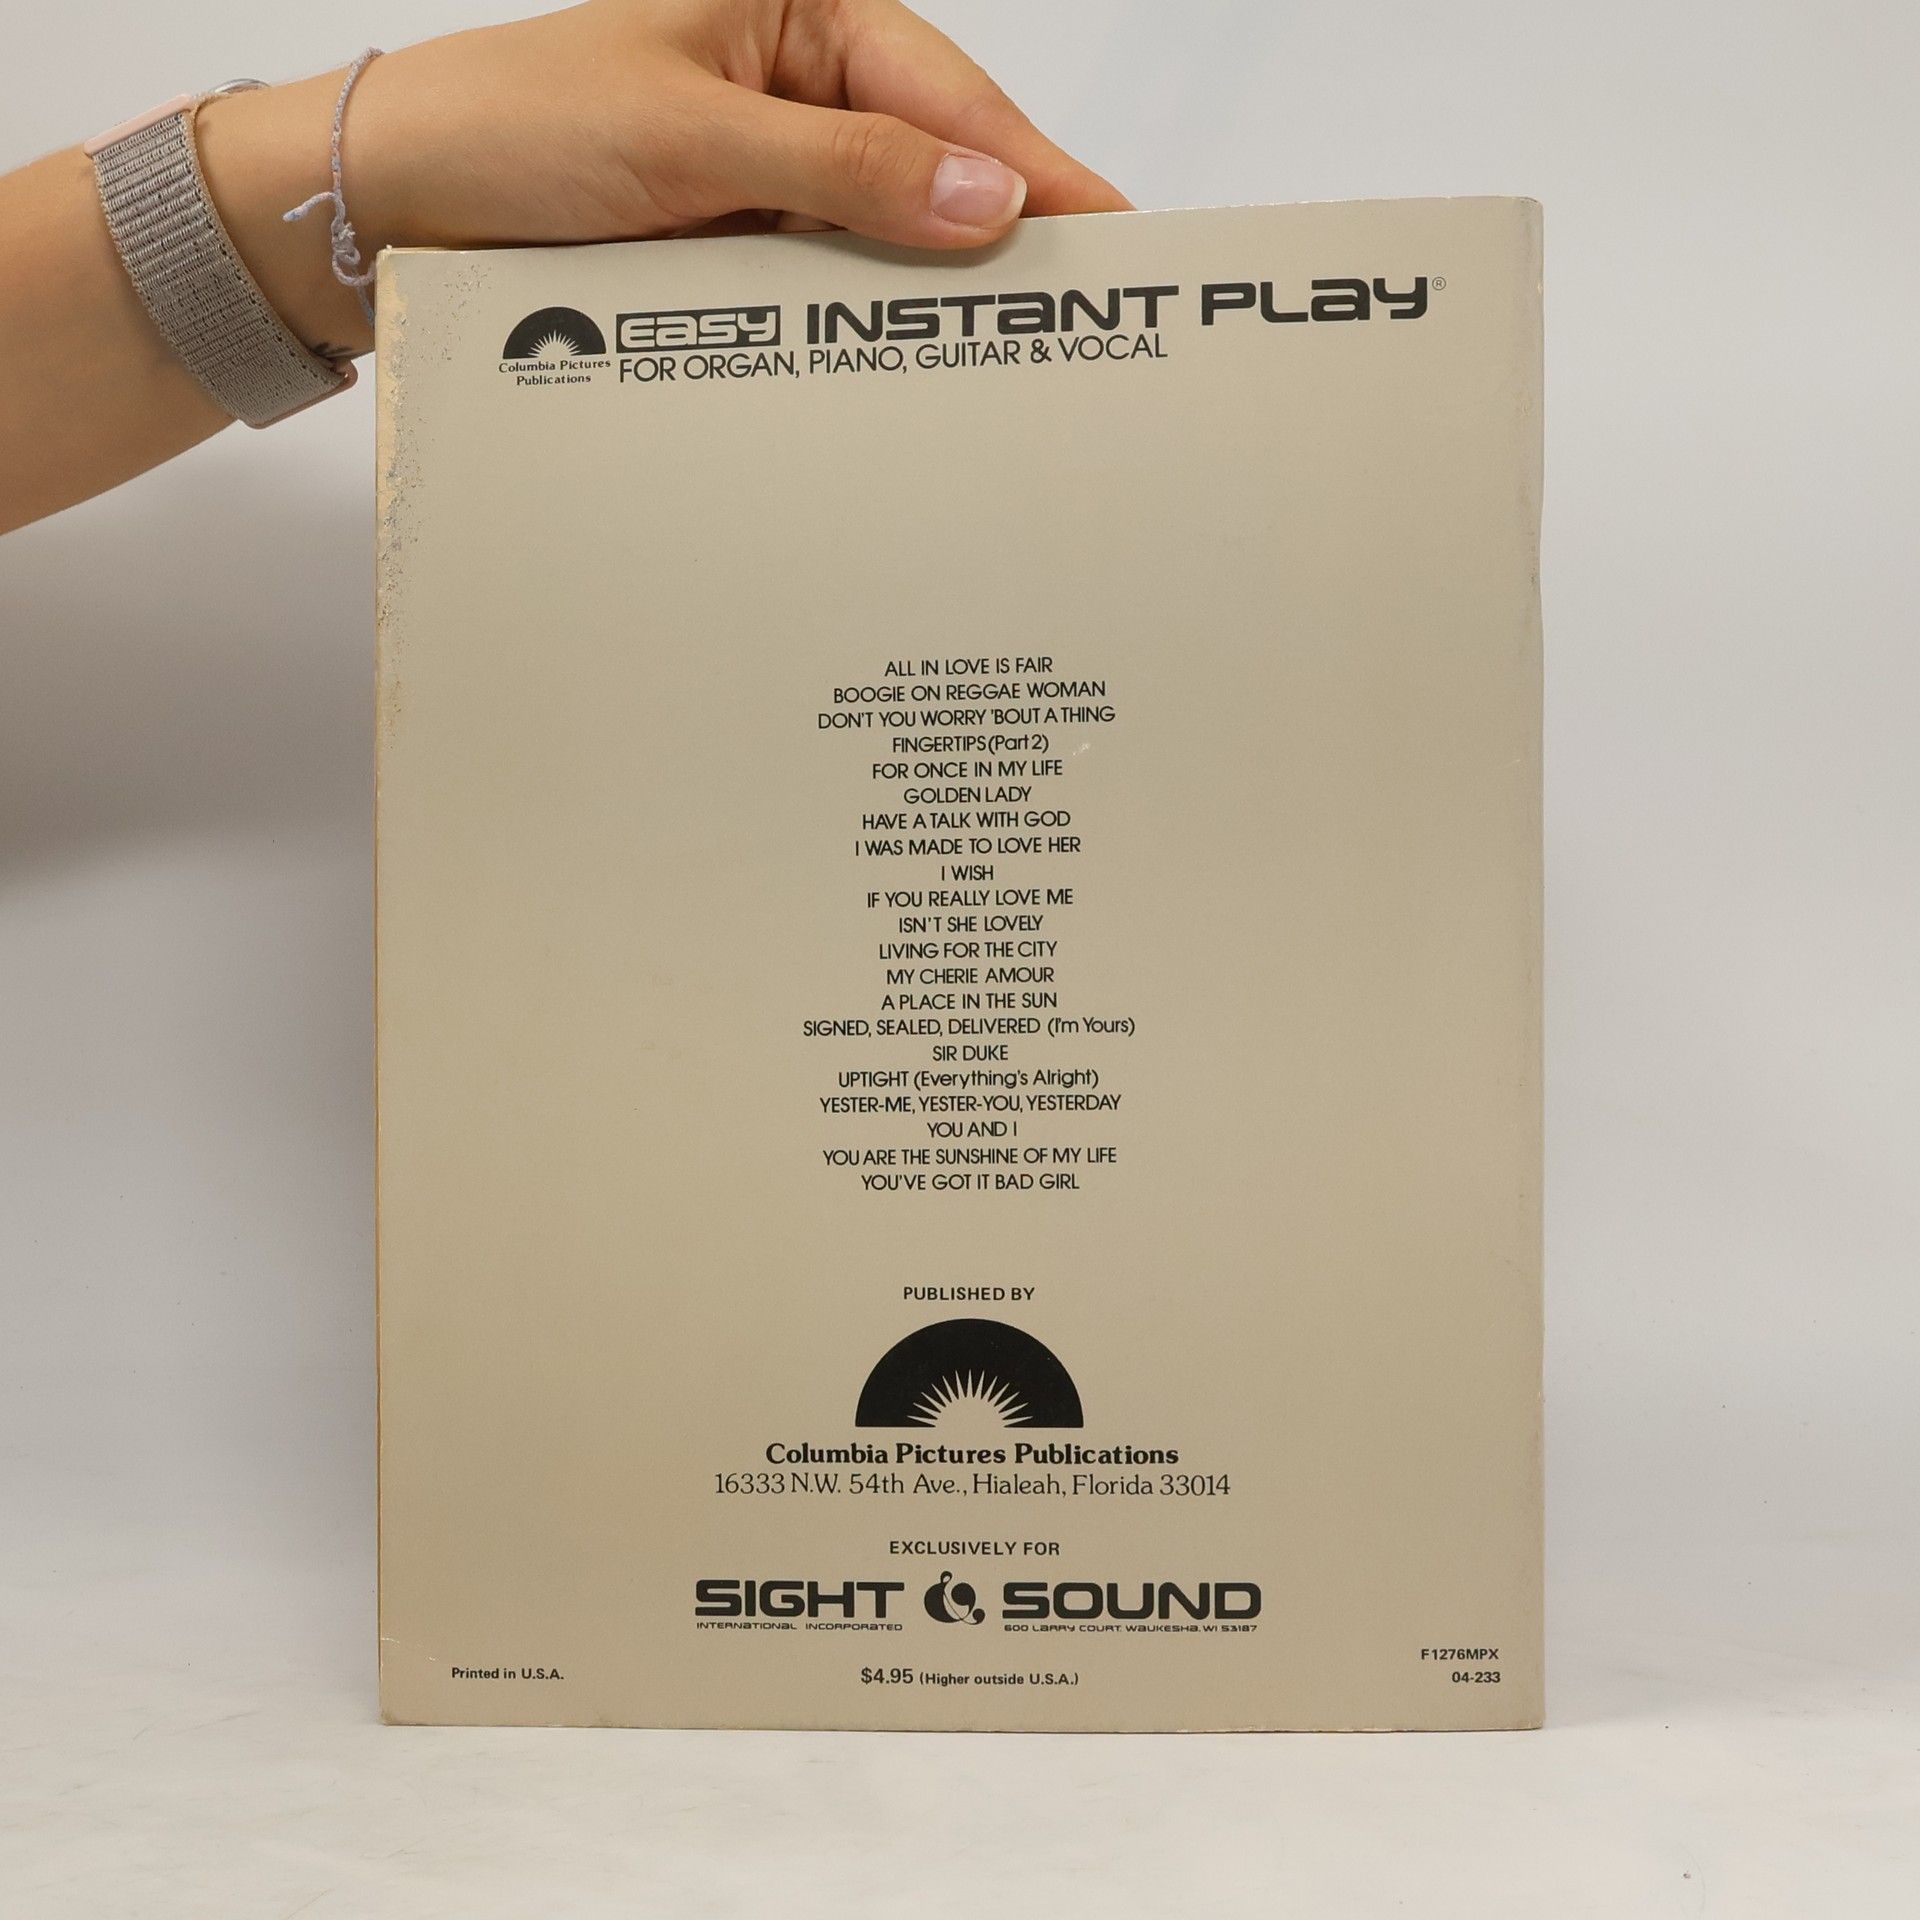 Columbia Pictures
Publications
easy INSTANT PLAY®
FOR ORGAN, PIANO, GUITAR & VOCAL
ALL IN LOVE IS FAIR
BOOGIE ON REGGAE WOMAN
DON'T YOU WORRY 'BOUT A THING
FINGERTIPS (Part 2)
FOR ONCE IN MY LIFE
GOLDEN LADY
HAVE A TALK WITH GOD
I WAS MADE TO LOVE HER
I WISH
IF YOU REALLY LOVE ME
ISN'T SHE LOVELY
LIVING FOR THE CITY
MY CHERIE AMOUR
A PLACE IN THE SUN
SIGNED, SEALED, DELIVERED (I'm Yours)
SIR DUKE
UPTIGHT (Everything's Alright)
YESTER-ME, YESTER-YOU, YESTERDAY
YOU AND I
YOU ARE THE SUNSHINE OF MY LIFE
YOU'VE GOT IT BAD GIRL
PUBLISHED BY
Columbia Pictures Publications
16333 N.W. 54th Ave., Hialeah, Florida 33014
EXCLUSIVELY FOR
SIGHT & SOUND
INTERNATIONAL INCORPORATED
600 LARRY COURT. WAUKESHA. WI 53187
F1276MPX
Printed in U.S.A.
$4.95 (Higher outside U.S.A.)
04-233